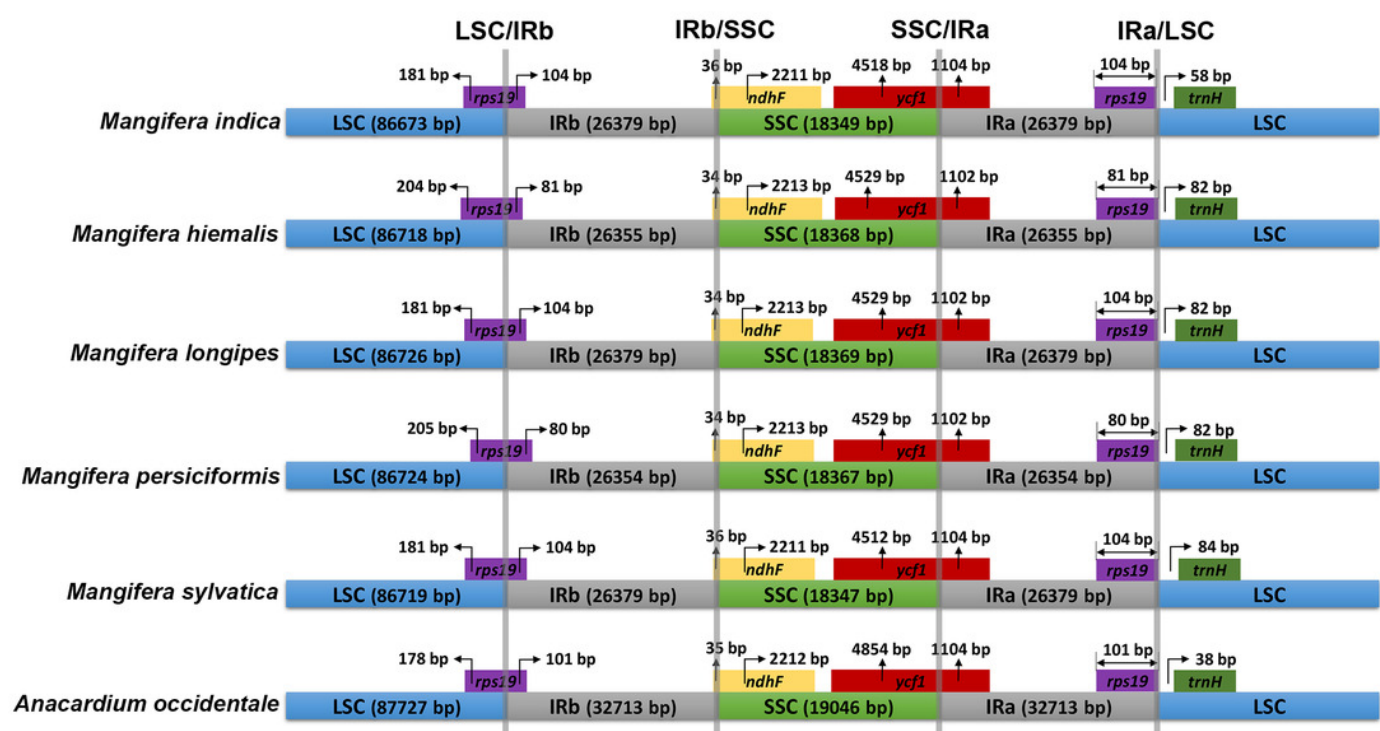 LSC/IRb IRb/SSC SSC/IRa IRa/LSC
181 bp 104 bp 36 bp 2211 bp 4518 bp 1104 bp 104 bp 58 bp
rps19 ndhF ycf1 rps19 trnH
Mangifera indica LSC (86673 bp) IRb (26379 bp) SSC (18349 bp) IRa (26379 bp) LSC
204 bp 81 bp 34 bp 2213 bp 4529 bp 1102 bp 81 bp 82 bp
rps19 ndhF ycf1 rps19 trnH
Mangifera hiemalis LSC (86718 bp) IRb (26355 bp) SSC (18368 bp) IRa (26355 bp) LSC
181 bp 104 bp 34 bp 2213 bp 4529 bp 1102 bp 104 bp 82 bp
rps19 ndhF ycf1 rps19 trnH
Mangifera longipes LSC (86726 bp) IRb (26379 bp) SSC (18369 bp) IRa (26379 bp) LSC
205 bp 80 bp 34 bp 2213 bp 4529 bp 1102 bp 80 bp 82 bp
rps19 ndhF ycf1 rps19 trnH
Mangifera persiciformis LSC (86724 bp) IRb (26354 bp) SSC (18367 bp) IRa (26354 bp) LSC
181 bp 104 bp 36 bp 2211 bp 4512 bp 1104 bp 104 bp 84 bp
rps19 ndhF ycf1 rps19 trnH
Mangifera sylvatica LSC (86719 bp) IRb (26379 bp) SSC (18347 bp) IRa (26379 bp) LSC
178 bp 101 bp 35 bp 2212 bp 4854 bp 1104 bp 101 bp 38 bp
rps19 ndhF ycf1 rps19 trnH
Anacardium occidentale LSC (87727 bp) IRb (32713 bp) SSC (19046 bp) IRa (32713 bp) LSC